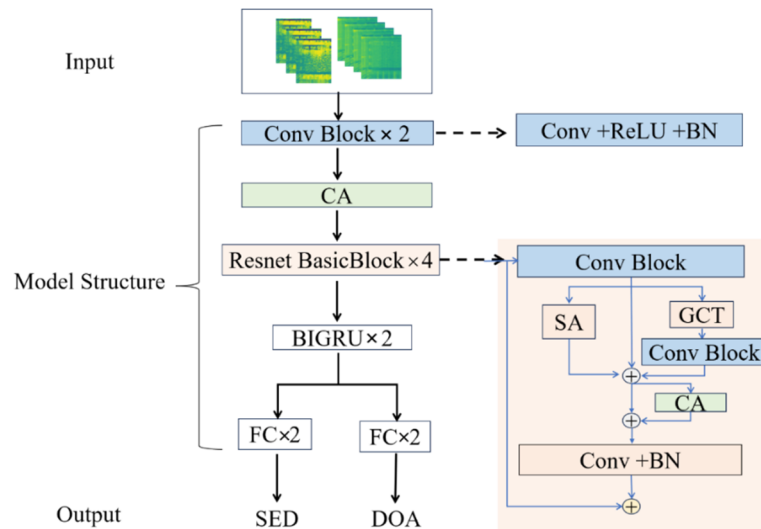 Input
Conv Block × 2
Conv +ReLU +BN
CA
Resnet BasicBlock×4
Conv Block
Model Structure
SA
GCT
BIGRU×2
Conv Block
CA
FC×2
FC×2
Conv +BN
Output
SED
DOA